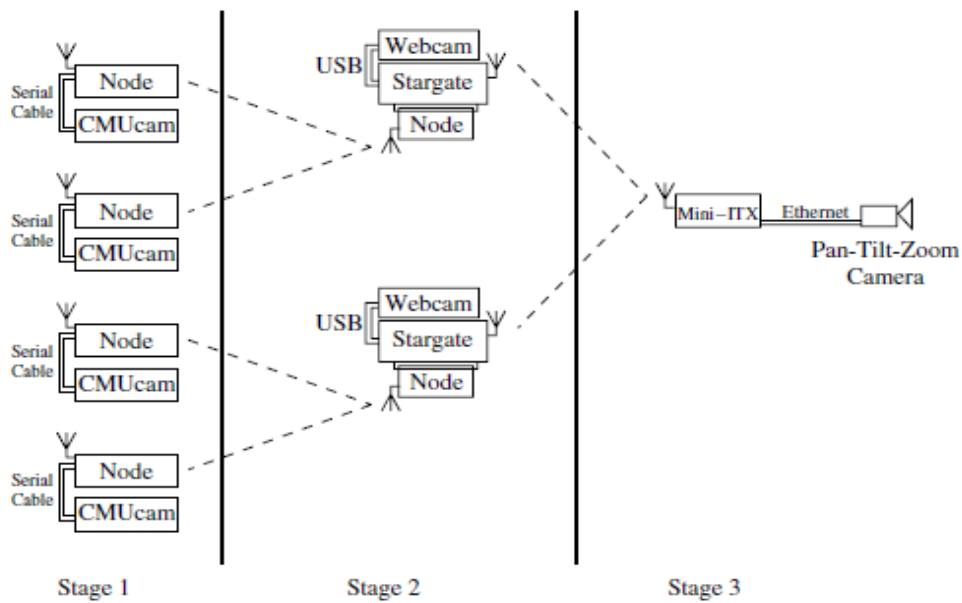 Node
Serial
Cable
CMUcam
Node
Serial
Cable
CMUcam
Node
Serial
Cable
CMUcam
Node
Serial
Cable
CMUcam
Webcam
USB
Stargate
Node
Webcam
USB
Stargate
Node
Mini-ITX
Ethernet
Pan-Tilt-Zoom
Camera
Stage 1
Stage 2
Stage 3